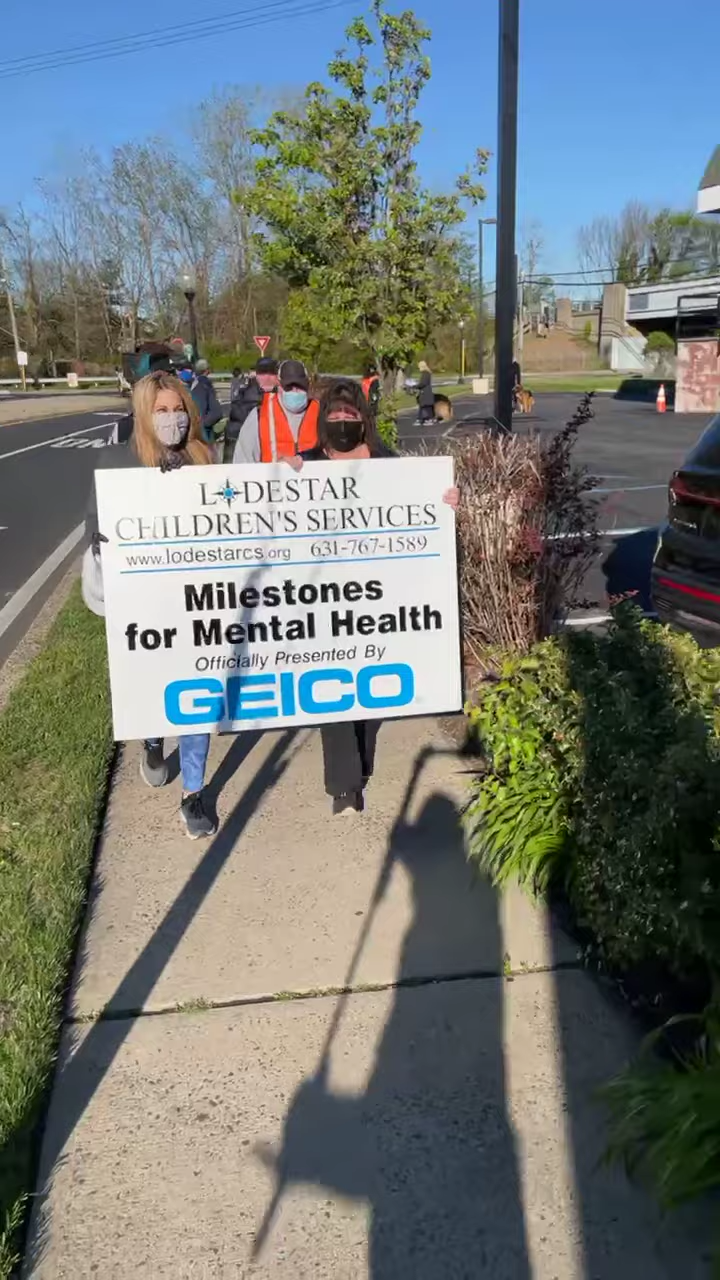 LODESTAR
CHILDREN'S SERVICES
www.lodestarcs.org 631-767-1589
Milestones
for Mental Health
Officially Presented By
GEICO